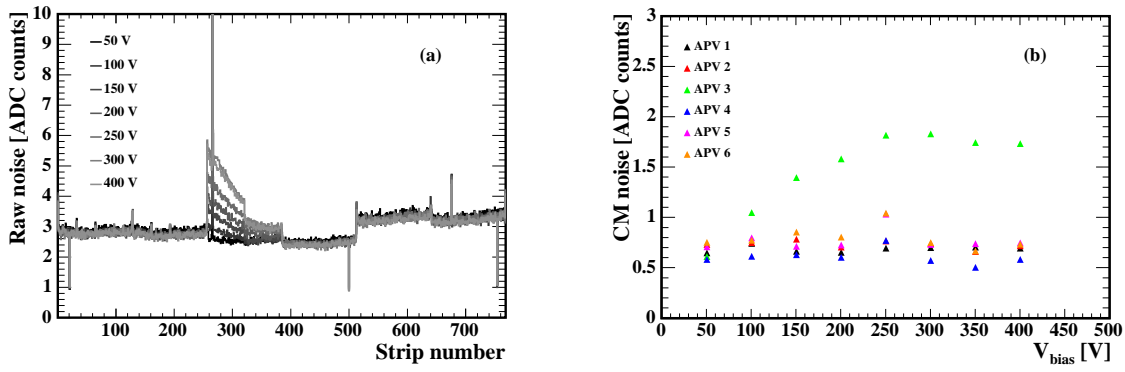 Raw noise [ADC counts]
10
9
8
7
6
5
4
3
2
1
0
50 V
100 V
150 V
200 V
250 V
300 V
400 V
(a)
100 200 300 400 500 600 700
Strip number
CM noise [ADC counts]
3
2.5
2
1.5
1
0.5
0
APV 1
APV 2
APV 3
APV 4
APV 5
APV 6
(b)
0 50 100 150 200 250 300 350 400 450 500
V_bias [V]